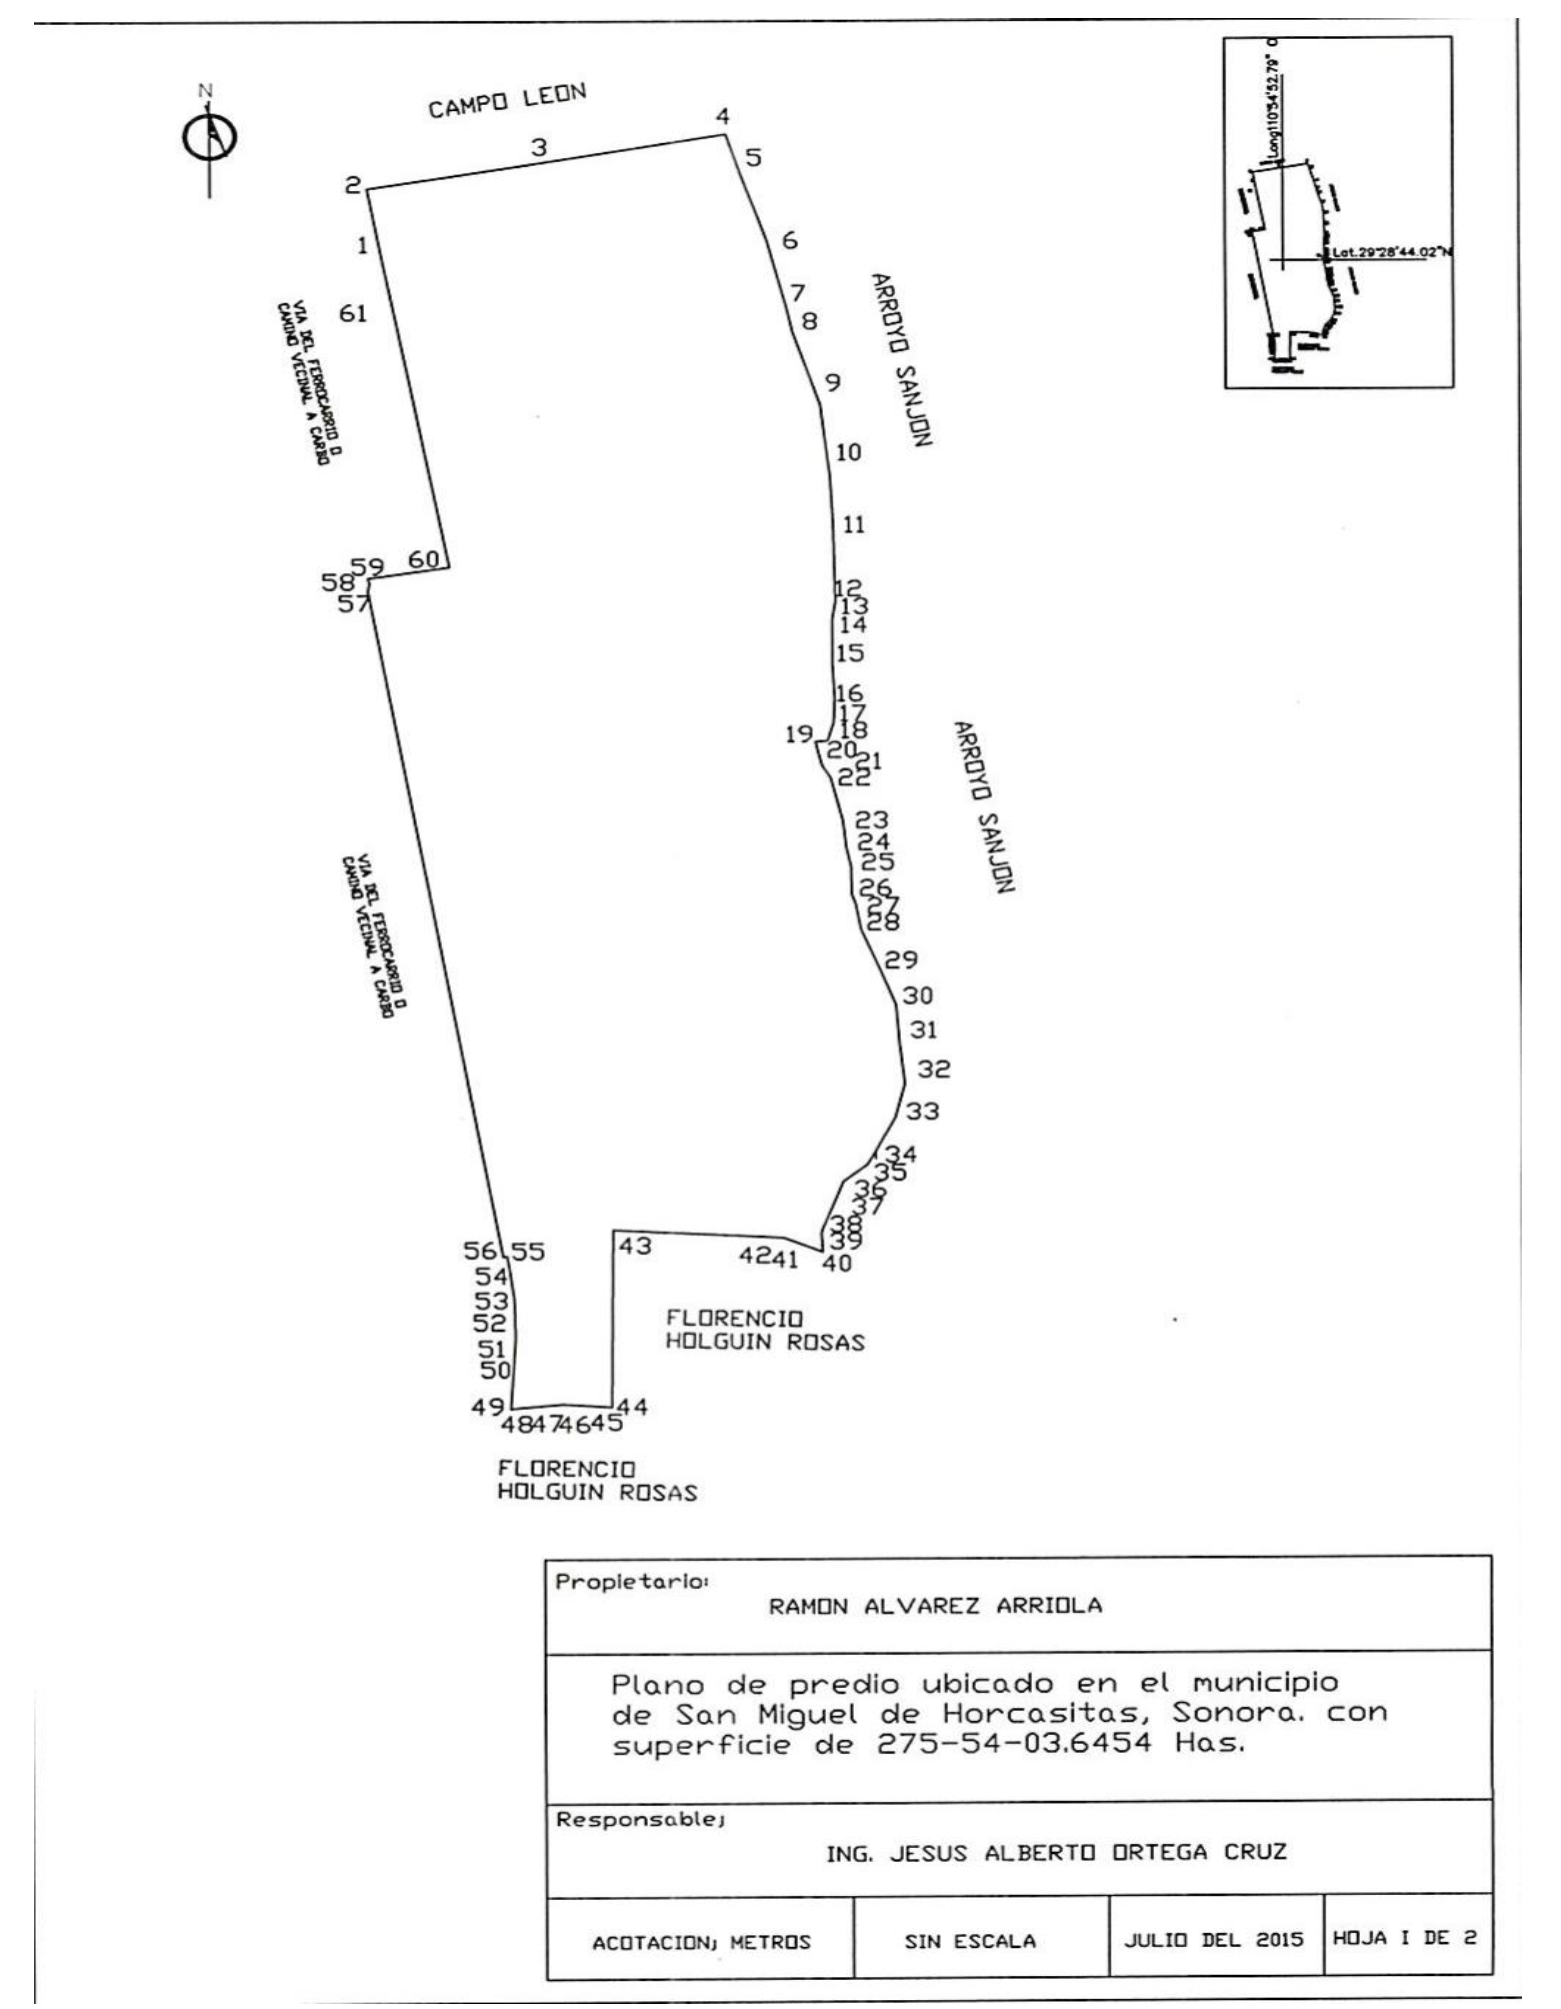 N
CAMPO LEON
Long110°54'52.79" O
Lat.29°28'44.02"N
4
3
5
2
1
6
7
61
8
VIA DEL FERROCARRIO O
CAMINO VECINAL A CARBO
ARROYO SANJON
9
10
11
60
59
58
57
12
13
14
15
16
17
18
19
20
21
22
ARROYO SANJON
23
24
25
26
27
28
VIA DEL FERROCARRIO O
CAMINO VECINAL A CARBO
29
30
31
32
33
34
35
36
37
38
39
40
41
42
43
56
55
54
53
52
51
50
49
48
47
46
45
44
FLORENCIO
HOLGUIN ROSAS
FLORENCIO
HOLGUIN ROSAS
Propietario:
RAMON ALVAREZ ARRIOLA
Plano de predio ubicado en el municipio
de San Miguel de Horcasitas, Sonora. con
superficie de 275-54-03.6454 Has.
Responsable;
ING. JESUS ALBERTO ORTEGA CRUZ
ACOTACION; METROS
SIN ESCALA
JULIO DEL 2015
HOJA I DE 2